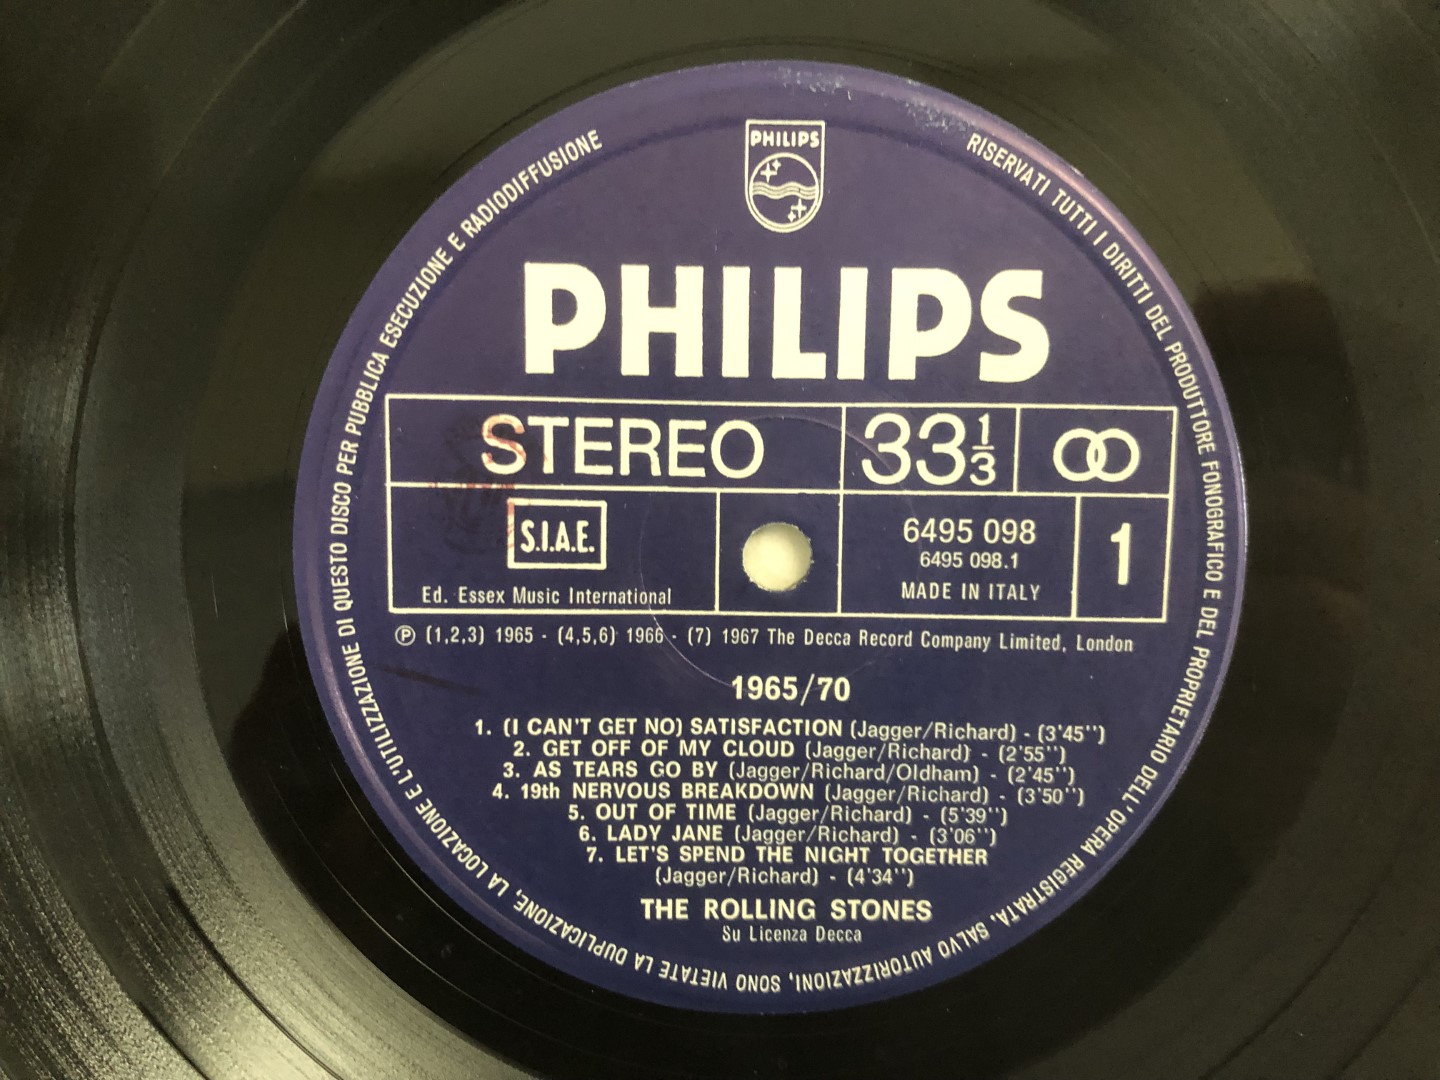 PHILIPS
RISERVATI TUTTI I DIRITTI DEL PRODUTTORE FONOGRAFICO E DEL PROPRIETARIO DELL'OPERA REGISTRATA. SALVO AUTORIZZAZIONI, SONO VIETATE LA DUPLICAZIONE, LA LOCAZIONE E L'UTILIZZAZIONE DI QUESTO DISCO PER PUBBLICA ESECUZIONE E RADIODIFFUSIONE
PHILIPS
STEREO 33 1/3
S.I.A.E.
Ed. Essex Music International
6495 098
6495 098.1
MADE IN ITALY
1
Ⓟ (1,2,3) 1965 - (4,5,6) 1966 - (7) 1967 The Decca Record Company Limited, London
1965/70
1. (I CAN'T GET NO) SATISFACTION (Jagger/Richard) - (3'45'')
2. GET OFF OF MY CLOUD (Jagger/Richard) - (2'55'')
3. AS TEARS GO BY (Jagger/Richard/Oldham) - (2'45'')
4. 19th NERVOUS BREAKDOWN (Jagger/Richard) - (3'50'')
5. OUT OF TIME (Jagger/Richard) - (5'39'')
6. LADY JANE (Jagger/Richard) - (3'06'')
7. LET'S SPEND THE NIGHT TOGETHER
(Jagger/Richard) - (4'34'')
THE ROLLING STONES
Su Licenza Decca